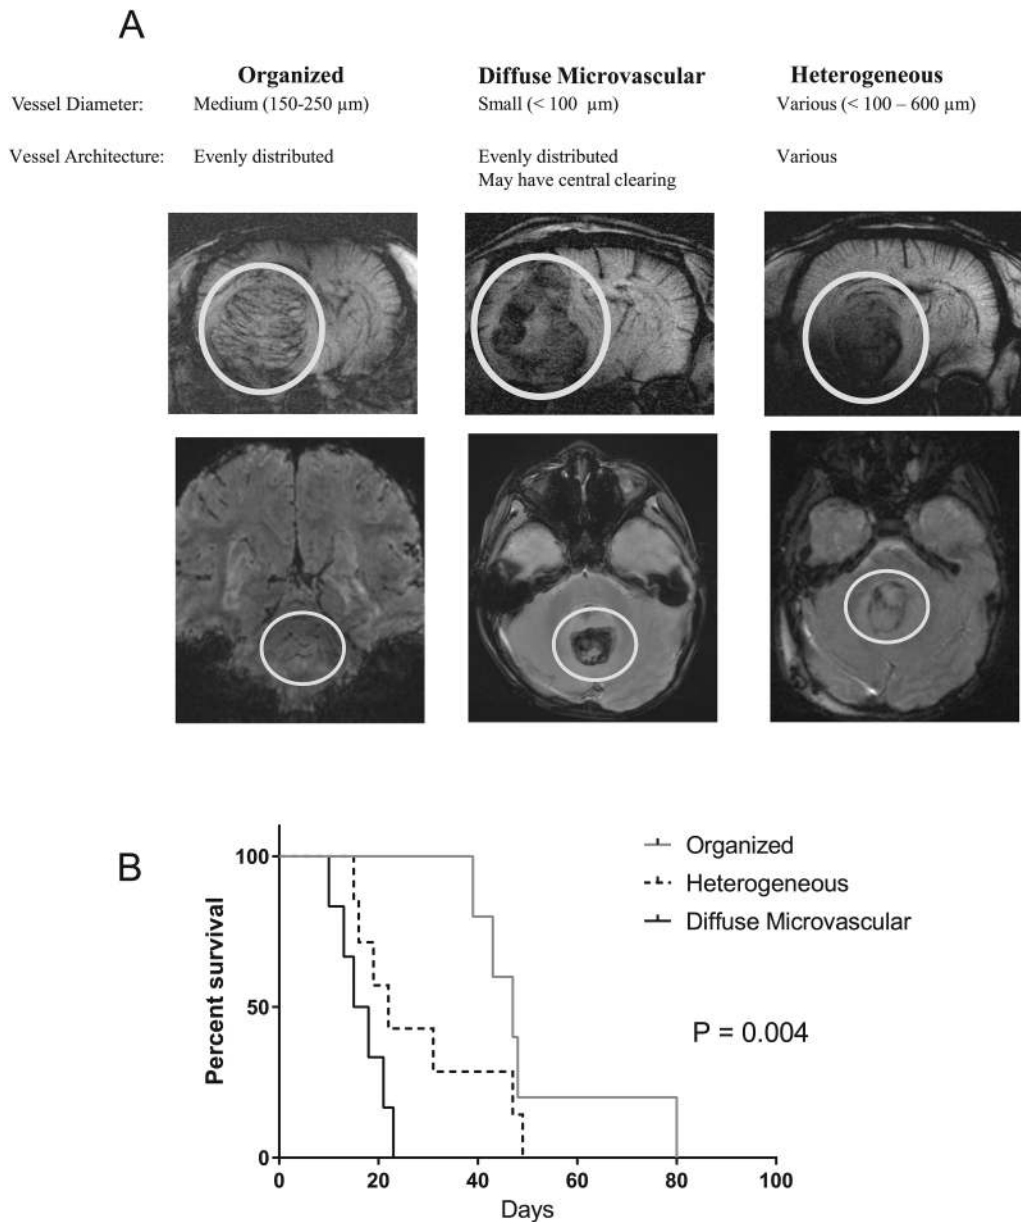 A
Organized Diffuse Microvascular Heterogeneous
Vessel Diameter: Medium (150-250 µm) Small (< 100 µm) Various (< 100 – 600 µm)
Vessel Architecture: Evenly distributed Evenly distributed Various
May have central clearing
B
100
50
0
Percent survival
0 20 40 60 80 100
Days
Organized
Heterogeneous
Diffuse Microvascular
P = 0.004